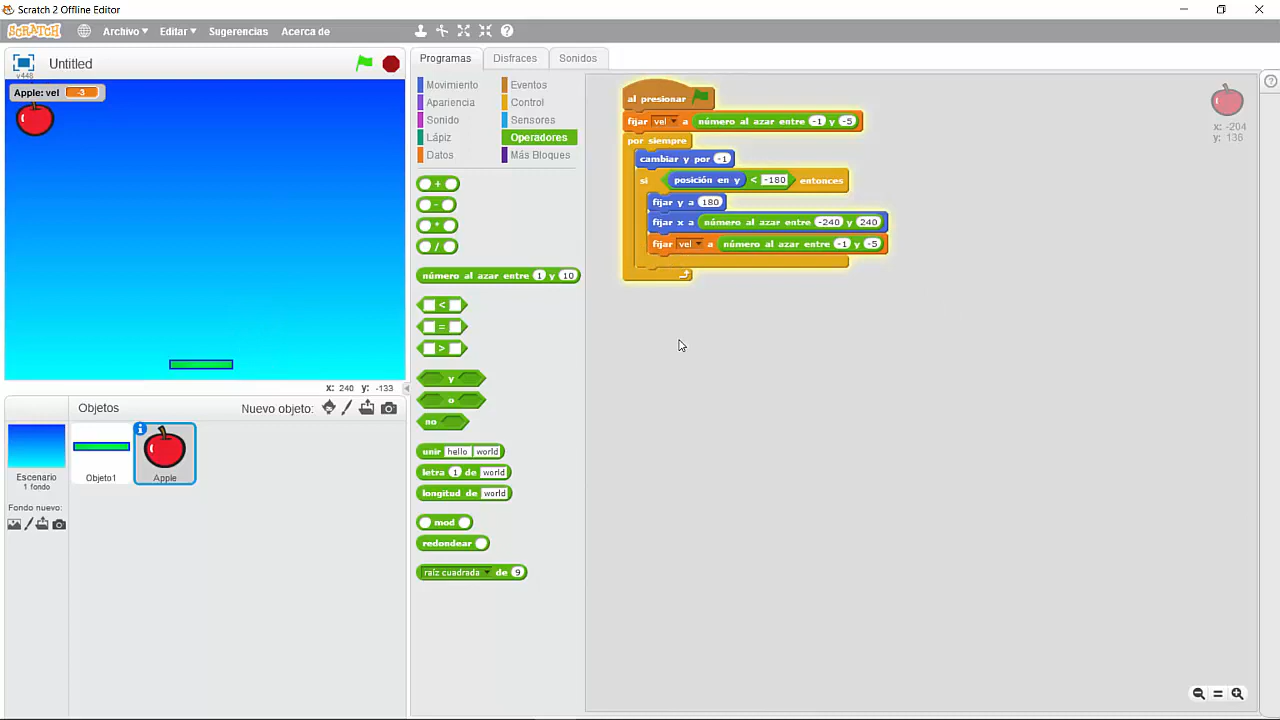 Scratch 2 Offline Editor
SCRATCH
Archivo Editar Sugerencias Acerca de
Untitled
v448
Apple: vel -3
x: 240 y: -133
Objetos
Nuevo objeto:
Escenario
1 fondo
Fondo nuevo:
Objeto1
Apple
Programas
Disfraces
Sonidos
Movimiento
Eventos
Apariencia
Control
Sonido
Sensores
Lápiz
Operadores
Datos
Más Bloques
+
-
*
/
número al azar entre 1 y 10
<
=
>
y
o
no
unir hello world
letra 1 de world
longitud de world
mod
redondear
raíz cuadrada de 9
al presionar
fijar vel a número al azar entre -1 y -5
por siempre
cambiar y por -1
si posición en y < -180 entonces
fijar y a 180
fijar x a número al azar entre -240 y 240
fijar vel a número al azar entre -1 y -5
x: -204
y: 136